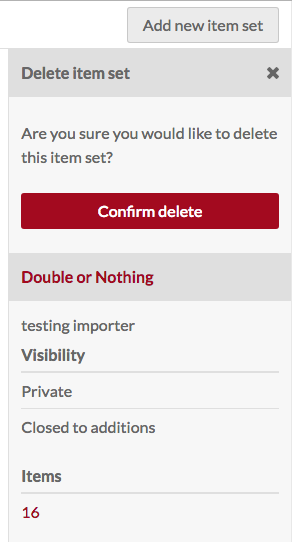 Add new item set
Delete item set
Are you sure you would like to delete
this item set?
Confirm delete
Double or Nothing
testing importer
Visibility
Private
Closed to additions
Items
16